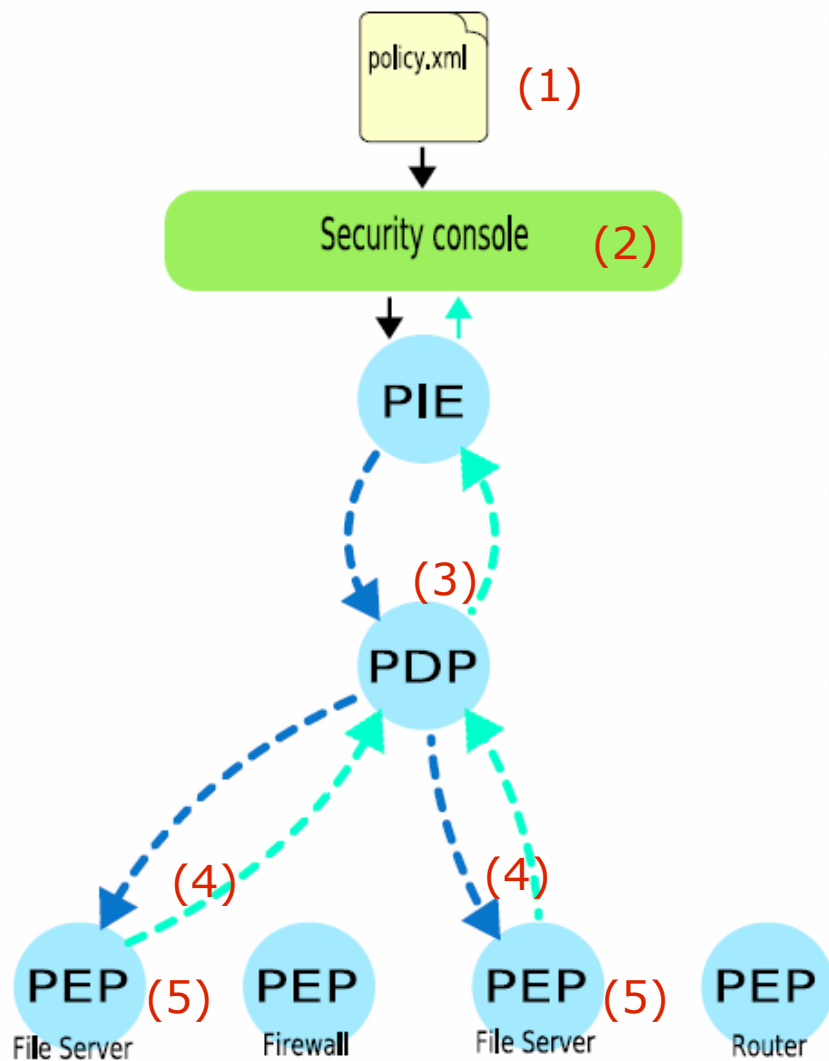 policy.xml
(1)
Security console
(2)
PIE
(3)
PDP
(4)
(4)
PEP
(5)
PEP
PEP
(5)
PEP
File Server
Firewall
File Server
Router